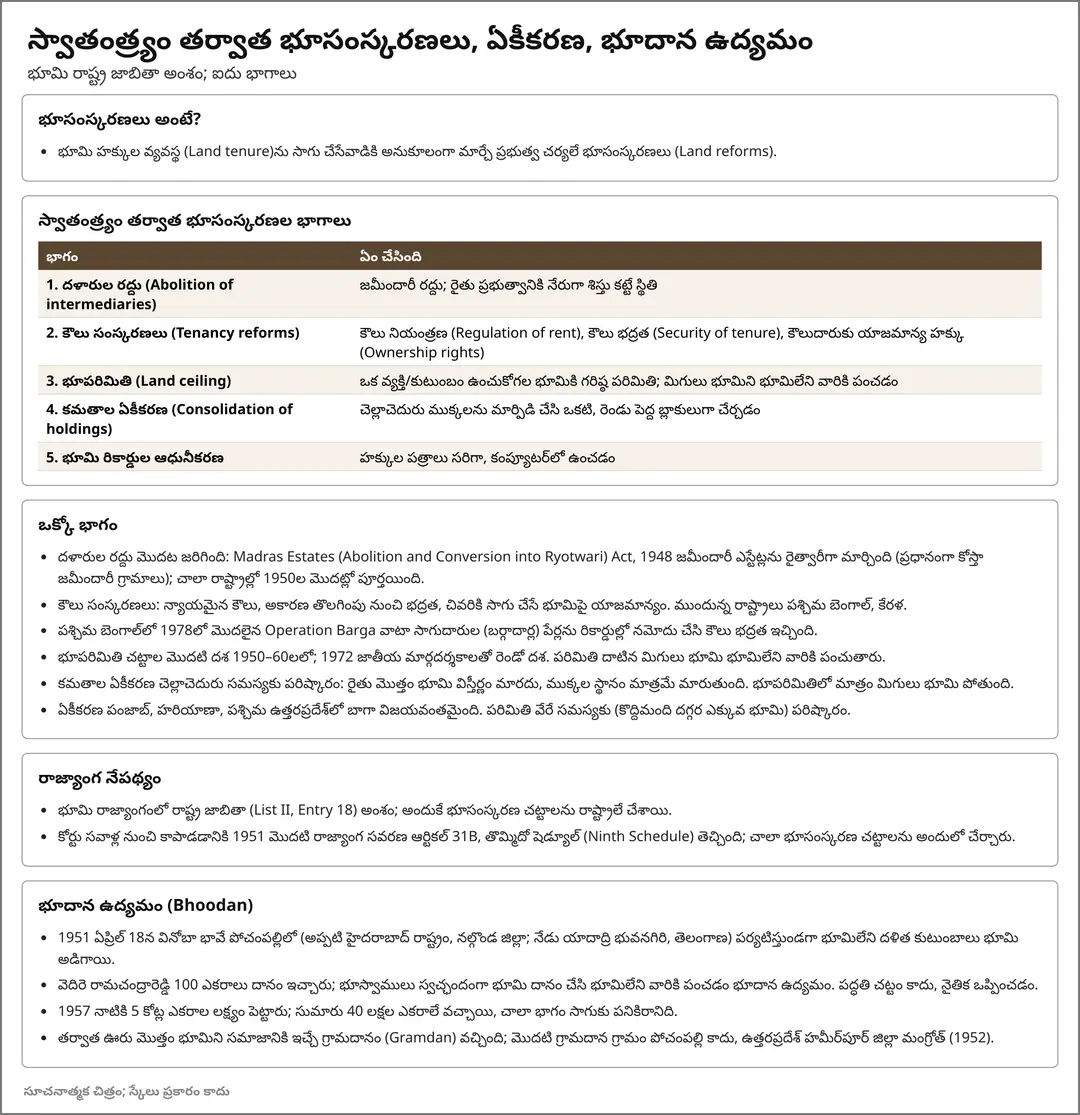 స్వాతంత్ర్యం తర్వాత భూసంస్కరణలు, ఏకీకరణ, భూదాన ఉద్యమం
భూమి రాష్ట్ర జాబితా అంశం; ఐదు భాగాలు
భూసంస్కరణలు అంటే?
• భూమి హక్కుల వ్యవస్థ (Land tenure)ను సాగు చేసేవాడికి అనుకూలంగా మార్చే ప్రభుత్వ చర్యలే భూసంస్కరణలు (Land reforms).
స్వాతంత్ర్యం తర్వాత భూసంస్కరణల భాగాలు
భాగం ఏం చేసింది
1. దళారుల రద్దు (Abolition of జమీందారీ రద్దు; రైతు ప్రభుత్వానికి నేరుగా శిస్తు కట్టే స్థితి
intermediaries)
2. కౌలు సంస్కరణలు (Tenancy reforms) కౌలు నియంత్రణ (Regulation of rent), కౌలు భద్రత (Security of tenure), కౌలుదారుకు యాజమాన్య హక్కు
(Ownership rights)
3. భూపరిమితి (Land ceiling) ఒక వ్యక్తి/కుటుంబం ఉంచుకోగల భూమికి గరిష్ఠ పరిమితి; మిగులు భూమిని భూమిలేని వారికి పంచడం
4. కమతాల ఏకీకరణ (Consolidation of చెల్లాచెదురు ముక్కలను మార్పిడి చేసి ఒకటి, రెండు పెద్ద బ్లాకులుగా చేర్చడం
holdings)
5. భూమి రికార్డుల ఆధునీకరణ హక్కుల పత్రాలు సరిగా, కంప్యూటర్‌లో ఉంచడం
ఒక్కో భాగం
• దళారుల రద్దు మొదట జరిగింది: Madras Estates (Abolition and Conversion into Ryotwari) Act, 1948 జమీందారీ ఎస్టేట్లను రైత్వారీగా మార్చింది (ప్రధానంగా కోస్తా
జమీందారీ గ్రామాలు); చాలా రాష్ట్రాల్లో 1950ల మొదట్లో పూర్తయింది.
• కౌలు సంస్కరణలు: న్యాయమైన కౌలు, అకారణ తొలగింపు నుంచి భద్రత, చివరికి సాగు చేసే భూమిపై యాజమాన్యం. ముందున్న రాష్ట్రాలు పశ్చిమ బెంగాల్, కేరళ.
• పశ్చిమ బెంగాల్‌లో 1978లో మొదలైన Operation Barga వాటా సాగుదారుల (బర్గాదార్ల) పేర్లను రికార్డుల్లో నమోదు చేసి కౌలు భద్రత ఇచ్చింది.
• భూపరిమితి చట్టాల మొదటి దశ 1950–60లలో; 1972 జాతీయ మార్గదర్శకాలతో రెండో దశ. పరిమితి దాటిన మిగులు భూమి భూమిలేని వారికి పంచుతారు.
• కమతాల ఏకీకరణ చెల్లాచెదురు సమస్యకు పరిష్కారం: రైతు మొత్తం భూమి విస్తీర్ణం మారదు, ముక్కల స్థానం మాత్రమే మారుతుంది. భూపరిమితిలో మాత్రం మిగులు భూమి పోతుంది.
• ఏకీకరణ పంజాబ్, హరియాణా, పశ్చిమ ఉత్తరప్రదేశ్‌లో బాగా విజయవంతమైంది. పరిమితి వేరే సమస్యకు (కొద్దిమంది దగ్గర ఎక్కువ భూమి) పరిష్కారం.
రాజ్యాంగ నేపథ్యం
• భూమి రాజ్యాంగంలో రాష్ట్ర జాబితా (List II, Entry 18) అంశం; అందుకే భూసంస్కరణ చట్టాలను రాష్ట్రాలే చేశాయి.
• కోర్టు సవాళ్ల నుంచి కాపాడడానికి 1951 మొదటి రాజ్యాంగ సవరణ ఆర్టికల్ 31B, తొమ్మిదో షెడ్యూల్ (Ninth Schedule) తెచ్చింది; చాలా భూసంస్కరణ చట్టాలను అందులో చేర్చారు.
భూదాన ఉద్యమం (Bhoodan)
• 1951 ఏప్రిల్ 18న వినోబా భావే పోచంపల్లిలో (అప్పటి హైదరాబాద్ రాష్ట్రం, నల్గొండ జిల్లా; నేడు యాదాద్రి భువనగిరి, తెలంగాణ) పర్యటిస్తుండగా భూమిలేని దళిత కుటుంబాలు భూమి
అడిగాయి.
• వెదిరె రామచంద్రారెడ్డి 100 ఎకరాలు దానం ఇచ్చారు; భూస్వాములు స్వచ్ఛందంగా భూమి దానం చేసి భూమిలేని వారికి పంచడం భూదాన ఉద్యమం. పద్ధతి చట్టం కాదు, నైతిక ఒప్పించడం.
• 1957 నాటికి 5 కోట్ల ఎకరాల లక్ష్యం పెట్టారు; సుమారు 40 లక్షల ఎకరాలే వచ్చాయి, చాలా భాగం సాగుకు పనికిరానిది.
• తర్వాత ఊరు మొత్తం భూమిని సమాజానికి ఇచ్చే గ్రామదానం (Gramdan) వచ్చింది; మొదటి గ్రామదాన గ్రామం పోచంపల్లి కాదు, ఉత్తరప్రదేశ్ హమీర్‌పూర్ జిల్లా మంగ్రోత్ (1952).
సూచనాత్మక చిత్రం; స్కేలు ప్రకారం కాదు